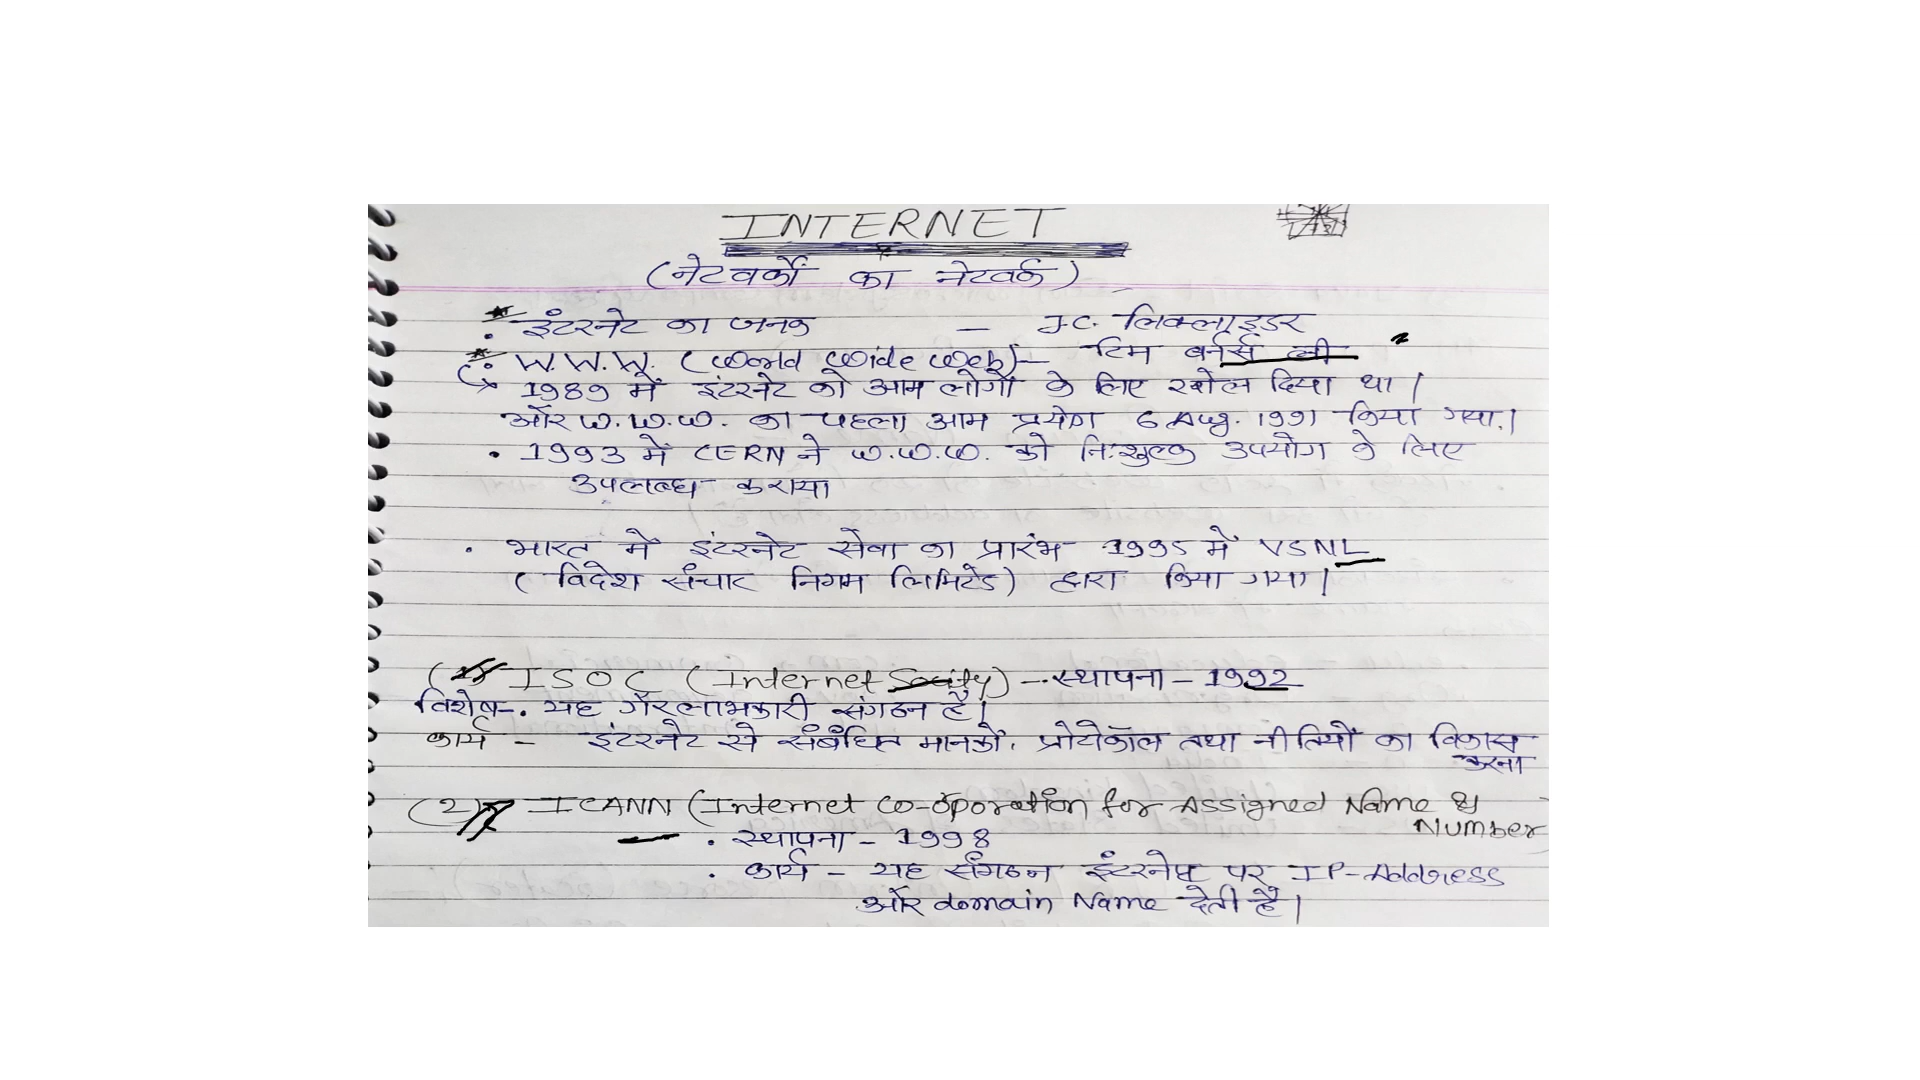 INTERNET
(नेटवर्कों का नेटवर्क)
इंटरनेट का जनक – J.C. लिक्लाइडर
W.W.W. (World Wide Web) – टिम बर्नर्स ली
1989 में इंटरनेट को आम लोगों के लिए खोल दिया था।
और W.W.W. का पहला आम प्रयोग 6 Aug. 1991 किया गया।
• 1993 में CERN ने W.W.W. को निःशुल्क उपयोग के लिए
उपलब्ध कराया
• भारत में इंटरनेट सेवा का प्रारंभ 1995 में VSNL
(विदेश संचार निगम लिमिटेड) द्वारा किया गया।
(1) ISOC (Internet Society) – स्थापना – 1992
विशेष – . यह गैरलाभकारी संगठन है।
कार्य – इंटरनेट से संबंधित मानकों, प्रोटोकॉल तथा नीतियों का विकास
करना
(2) ICANN (Internet Co-oporation for Assigned Name &
Number
• स्थापना – 1998
• कार्य – यह संगठन इंटरनेट पर IP-Address
और domain Name देती है।